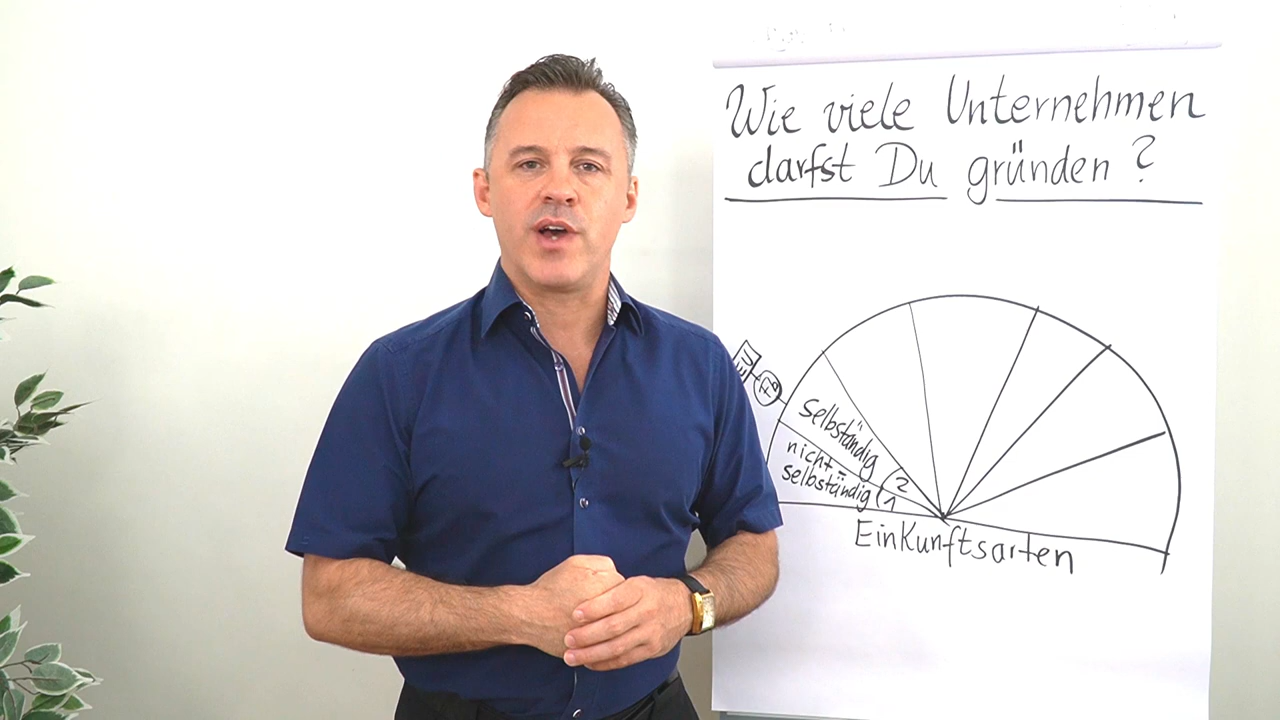 Wie viele Unternehmen
darfst Du gründen?
selbständig
2
nicht-
selbständig
1
Einkunftsarten